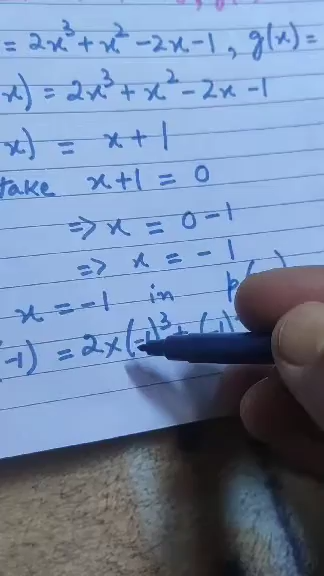 = 2x³ + x² - 2x - 1, g(x) =
x) = 2x³ + x² - 2x - 1
x) = x + 1
take x + 1 = 0
⇒ x = 0 - 1
⇒ x = - 1
x = -1 in p(
(-1) = 2×(-1)³ + (-1)